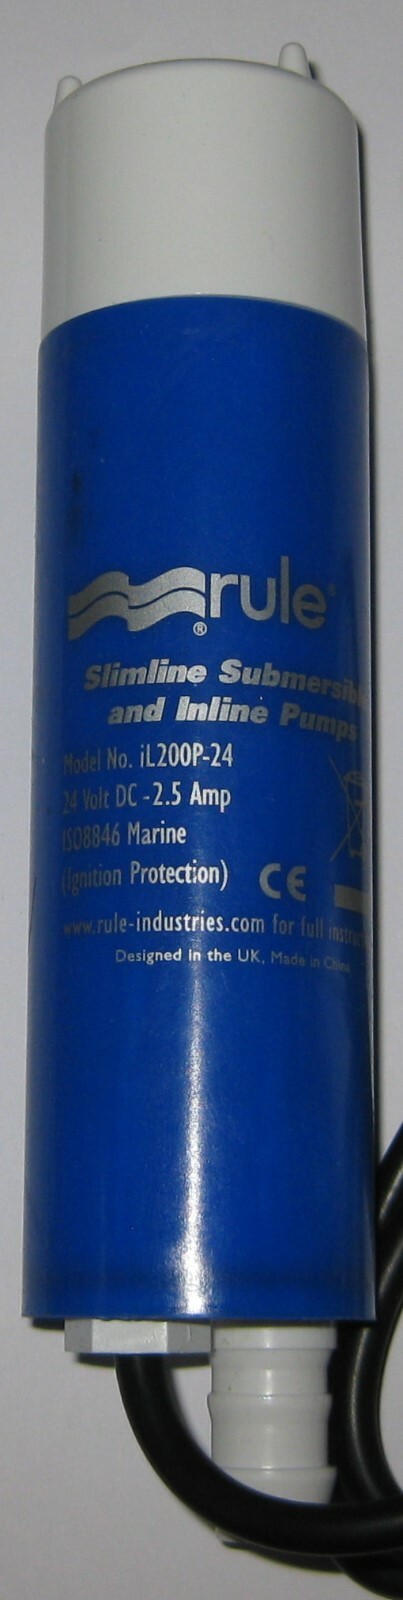 rule®
®
Slimline Submersible
and Inline Pumps
Model No. iL200P-24
24 Volt DC -2.5 Amp
ISO8846 Marine
(Ignition Protection) CE
www.rule-industries.com for full instruc
Designed in the UK, Made in China